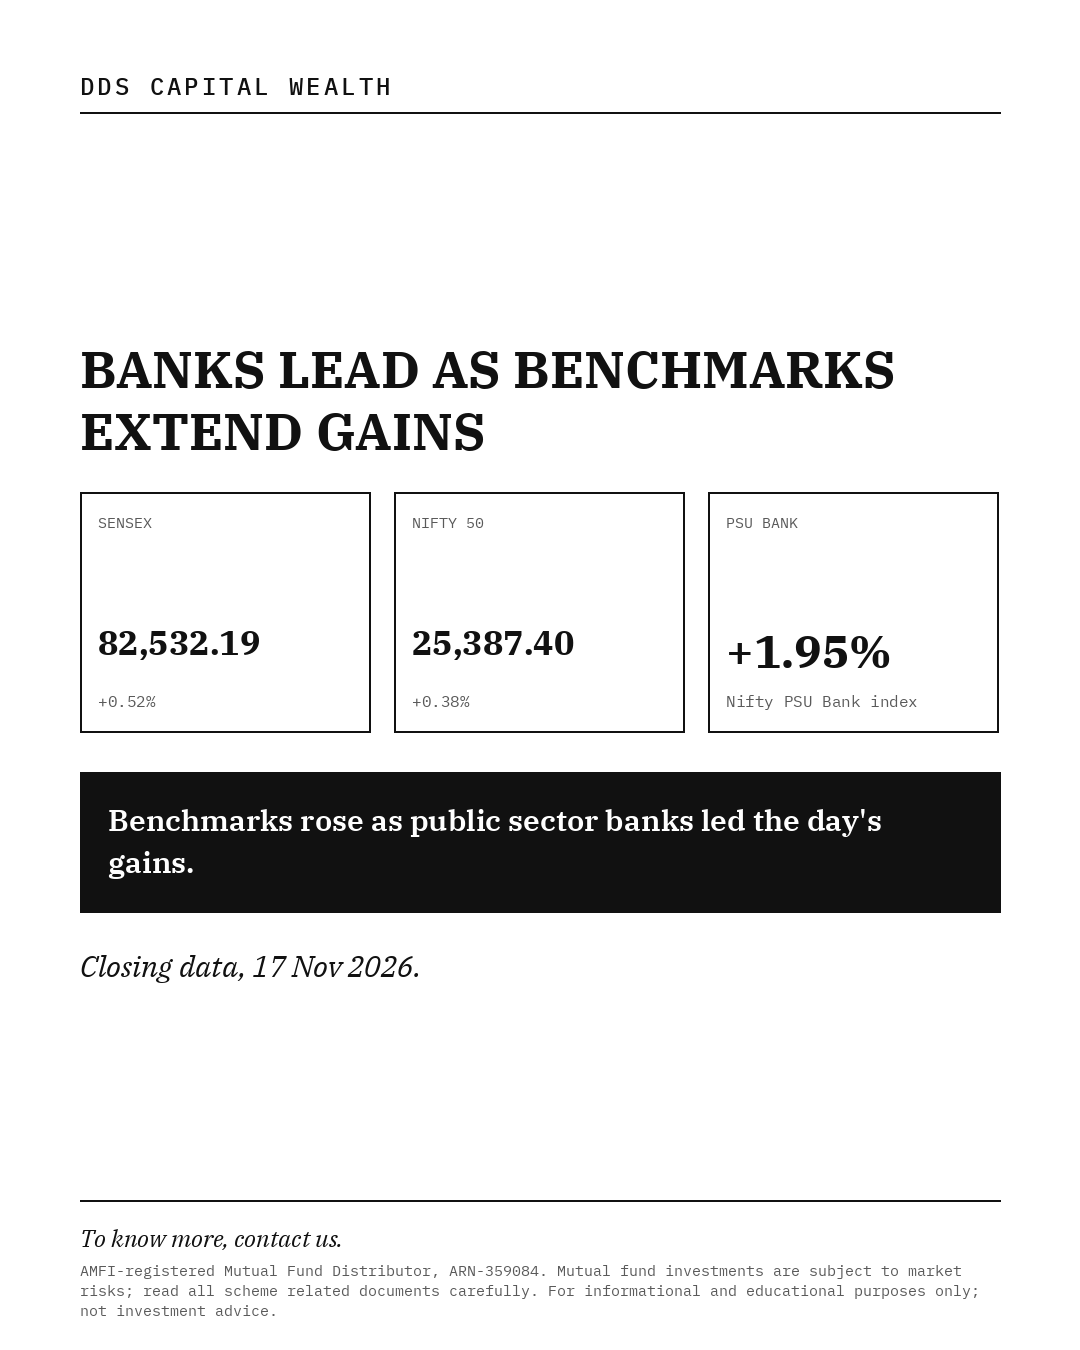 DDS CAPITAL WEALTH
BANKS LEAD AS BENCHMARKS
EXTEND GAINS
SENSEX
82,532.19
+0.52%
NIFTY 50
25,387.40
+0.38%
PSU BANK
+1.95%
Nifty PSU Bank index
Benchmarks rose as public sector banks led the day's
gains.
Closing data, 17 Nov 2026.
To know more, contact us.
AMFI-registered Mutual Fund Distributor, ARN-359084. Mutual fund investments are subject to market
risks; read all scheme related documents carefully. For informational and educational purposes only;
not investment advice.